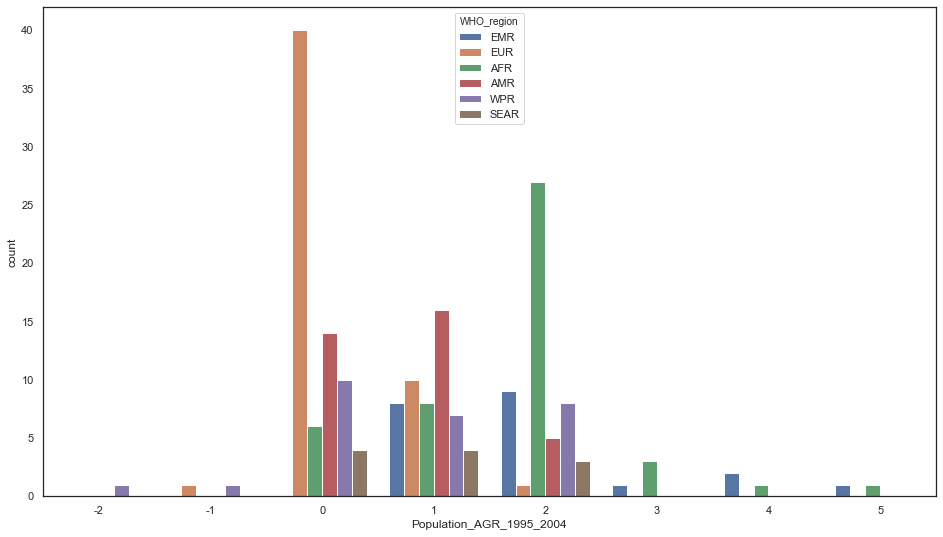 WHO_region
EMR
EUR
AFR
AMR
WPR
SEAR
40
35
30
25
20
15
10
5
0
count
-2 -1 0 1 2 3 4 5
Population_AGR_1995_2004